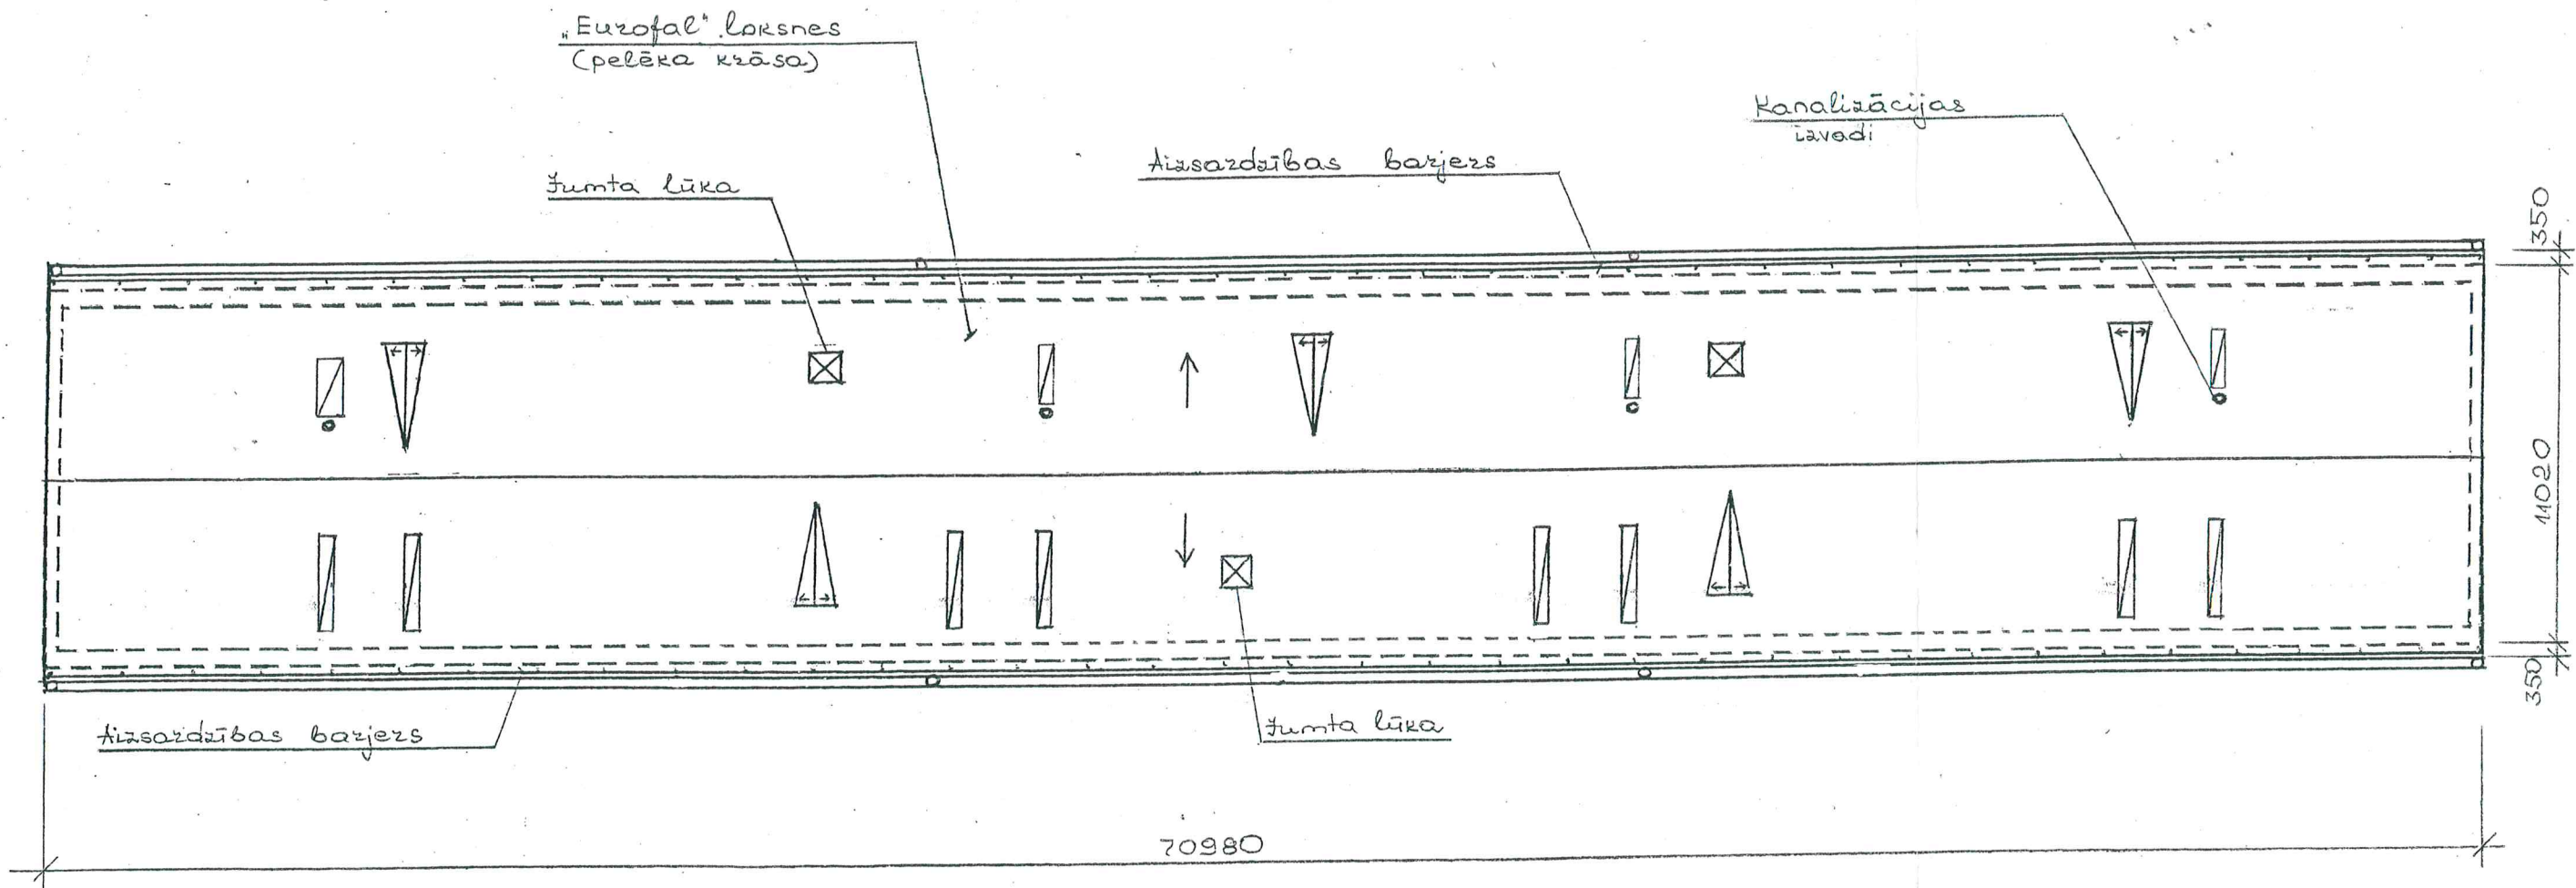 „Eurofal" loksnes
(pelēka krāsa)
Kanalizācijas
izvadi
Aizsardzības barjers
Jumta lūka
350
11020
350
Aizsardzības barjers
Jumta lūka
70980